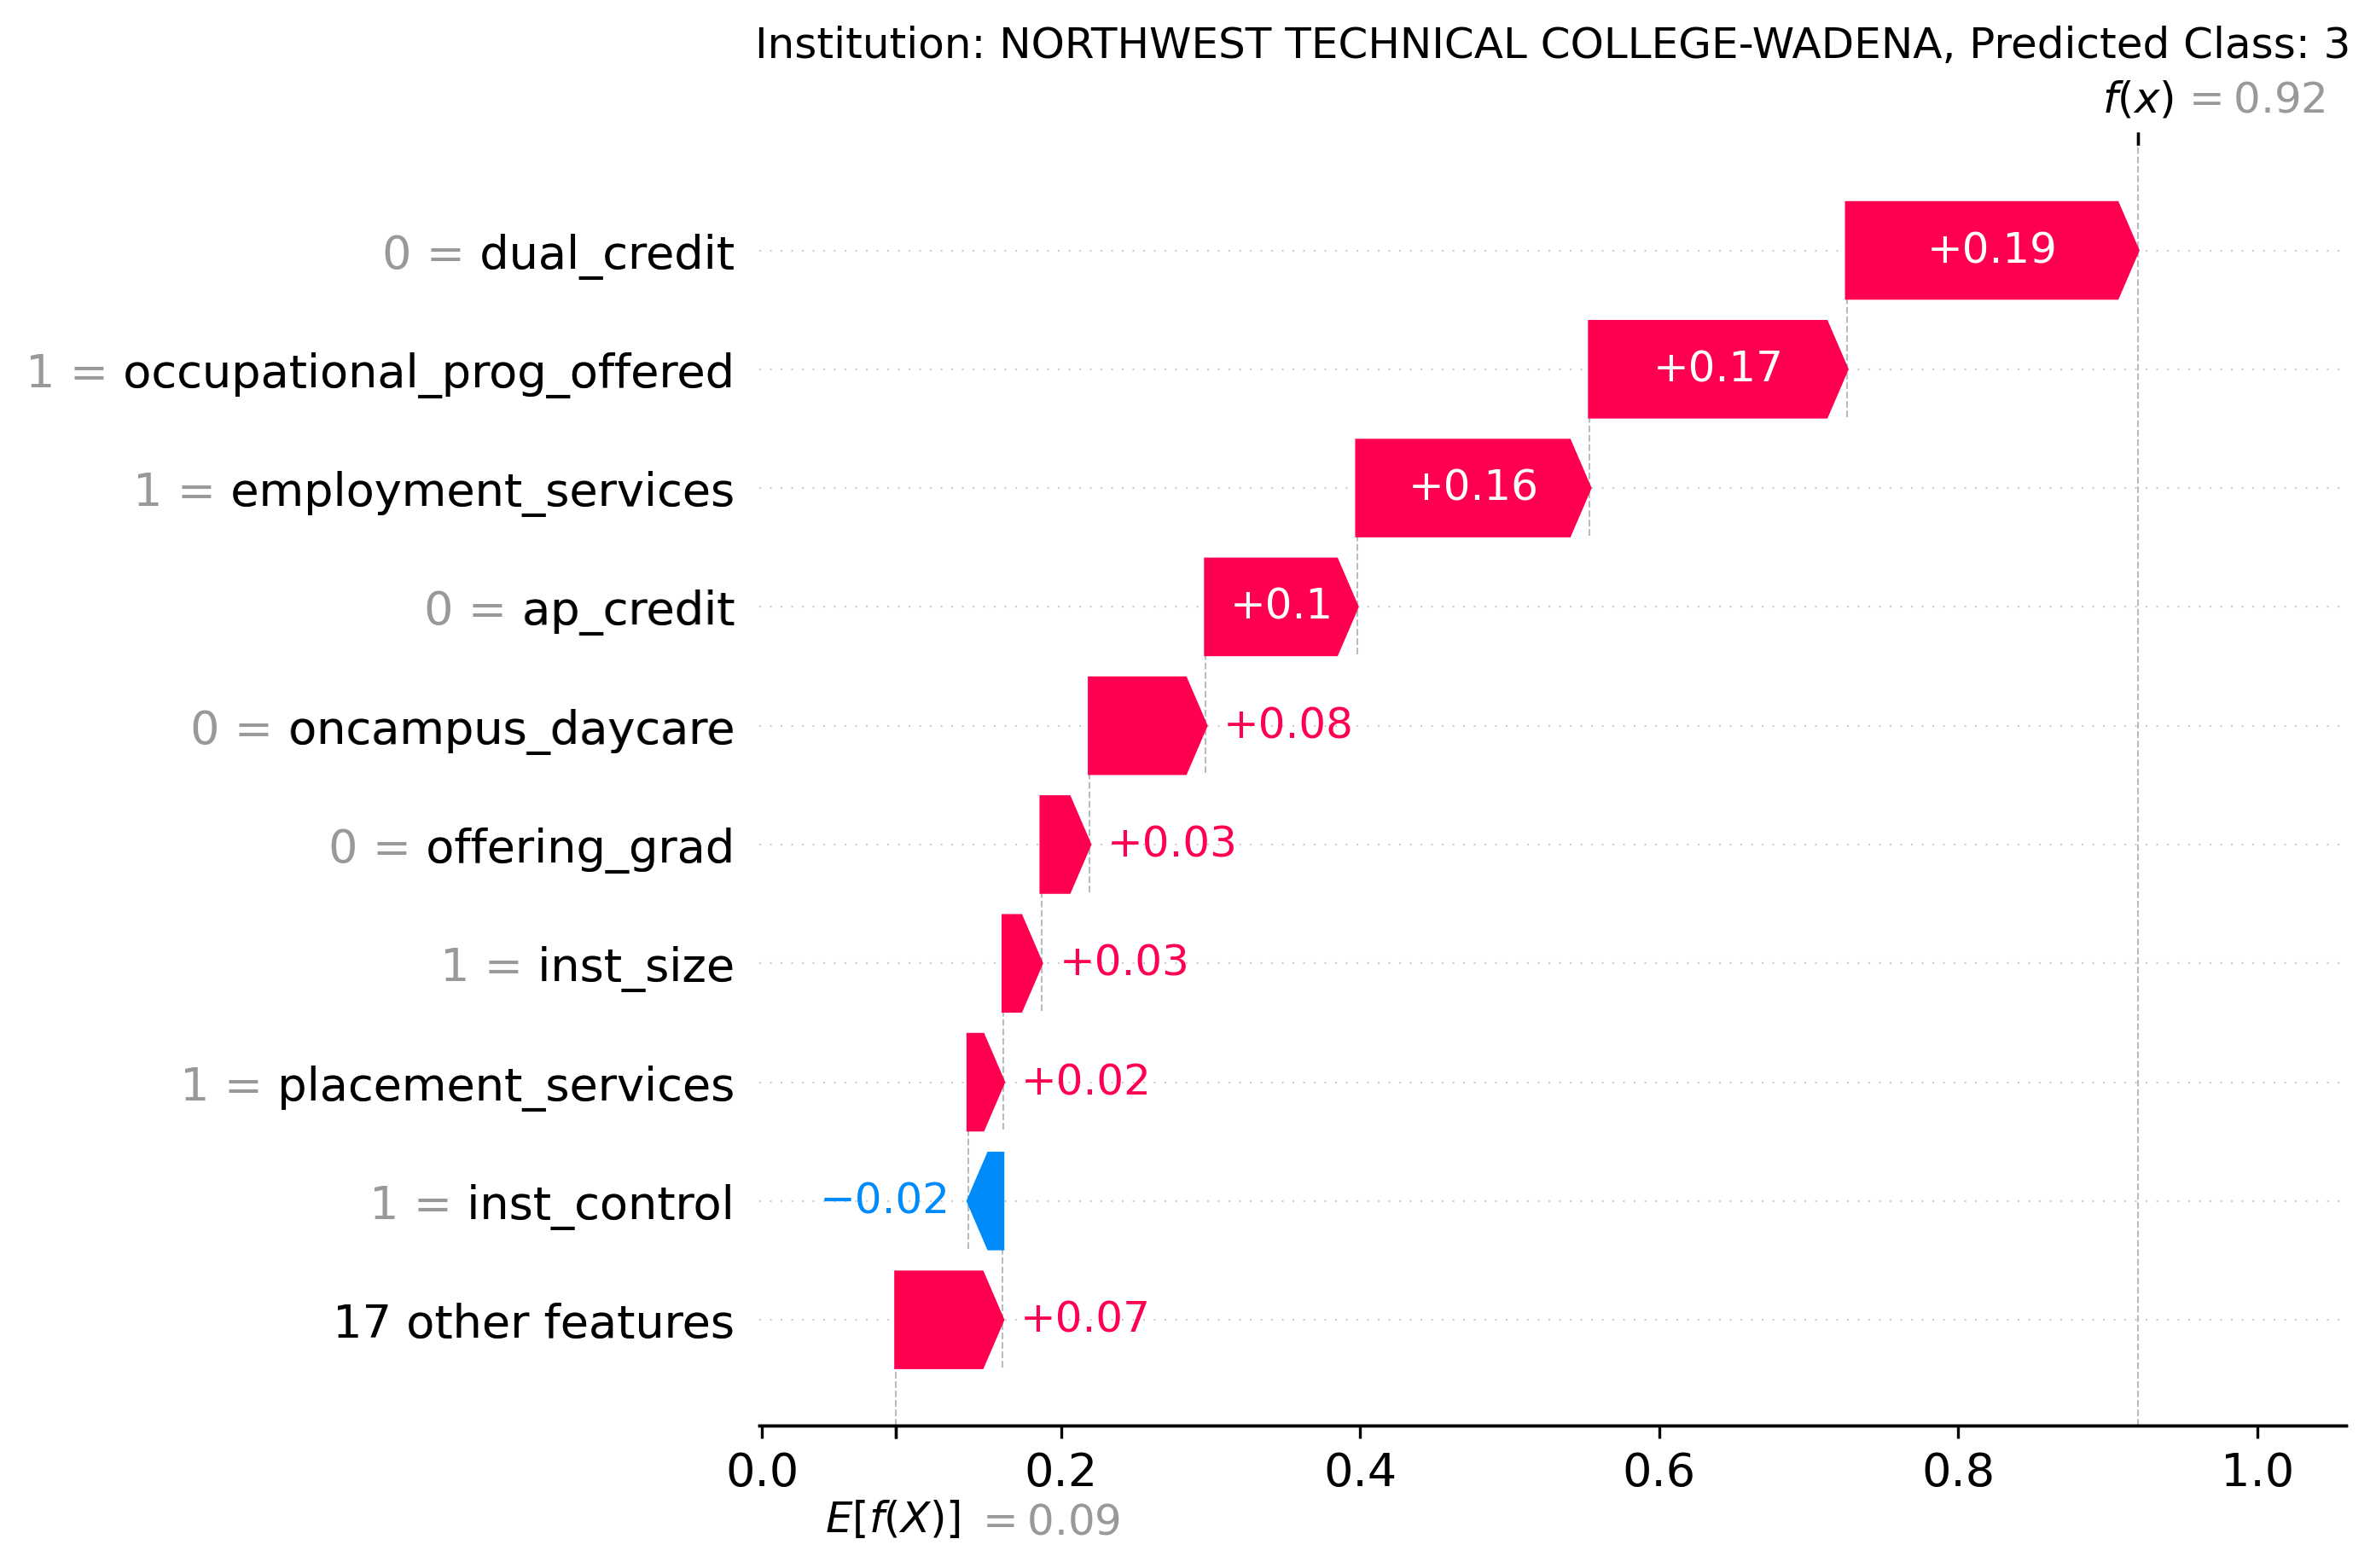 Institution: NORTHWEST TECHNICAL COLLEGE-WADENA, Predicted Class: 3
f(x) = 0.92
0 = dual_credit +0.19
1 = occupational_prog_offered +0.17
1 = employment_services +0.16
0 = ap_credit +0.1
0 = oncampus_daycare +0.08
0 = offering_grad +0.03
1 = inst_size +0.03
1 = placement_services +0.02
1 = inst_control −0.02
17 other features +0.07
0.0 0.2 0.4 0.6 0.8 1.0
E[f(X)] = 0.09